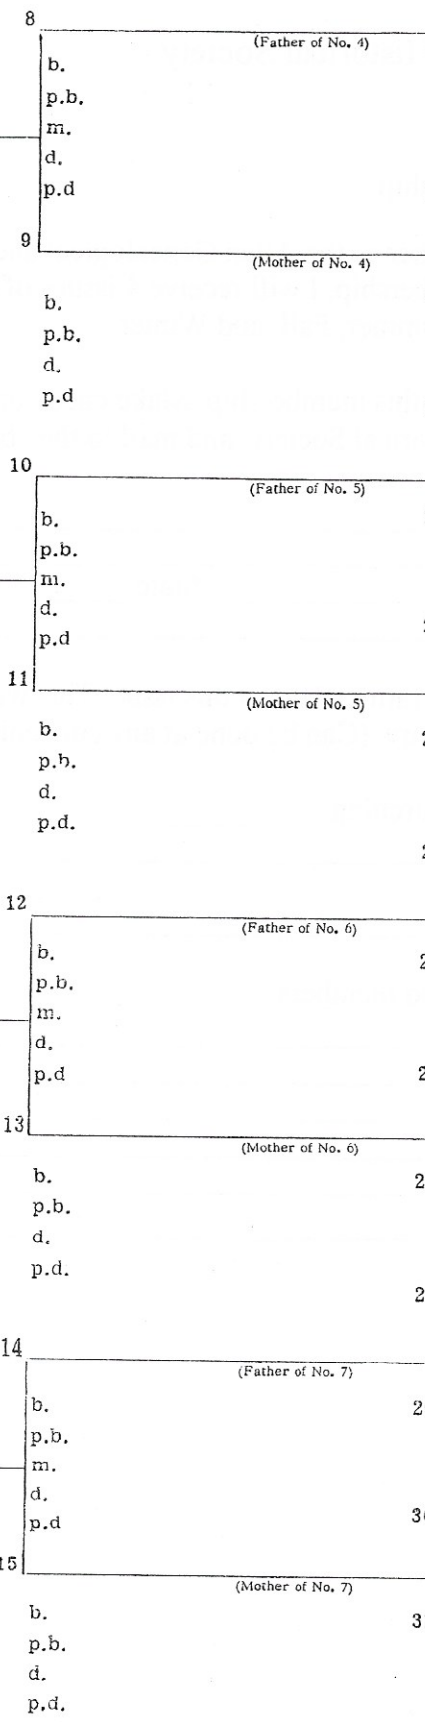 8
(Father of No. 4)
b.
p.b.
m.
d.
p.d
9
(Mother of No. 4)
b.
p.b.
d.
p.d
10
(Father of No. 5)
b.
p.b.
m.
d.
p.d
11
(Mother of No. 5)
b.
p.b.
d.
p.d.
12
(Father of No. 6)
b.
p.b.
m.
d.
p.d
13
(Mother of No. 6)
b.
p.b.
d.
p.d.
14
(Father of No. 7)
b.
p.b.
m.
d.
p.d
15
(Mother of No. 7)
b.
p.b.
d.
p.d.